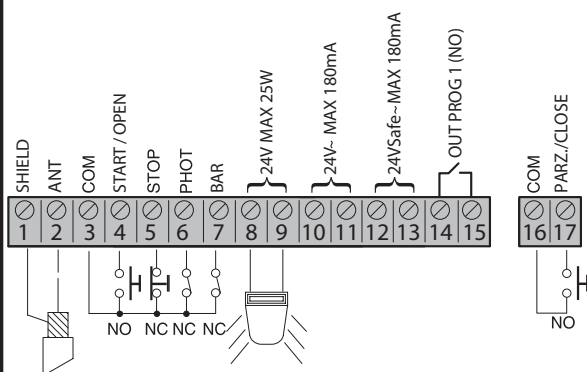 SHIELD
ANT
COM
START / OPEN
STOP
PHOT
BAR
24V MAX 25W
24V~ MAX 180mA
24VSafe~MAX 180mA
OUT PROG 1 (NO)
COM
PARZ./CLOSE
1 2 3 4 5 6 7 8 9 10 11 12 13 14 15 16 17
NO NC NC NC
NO